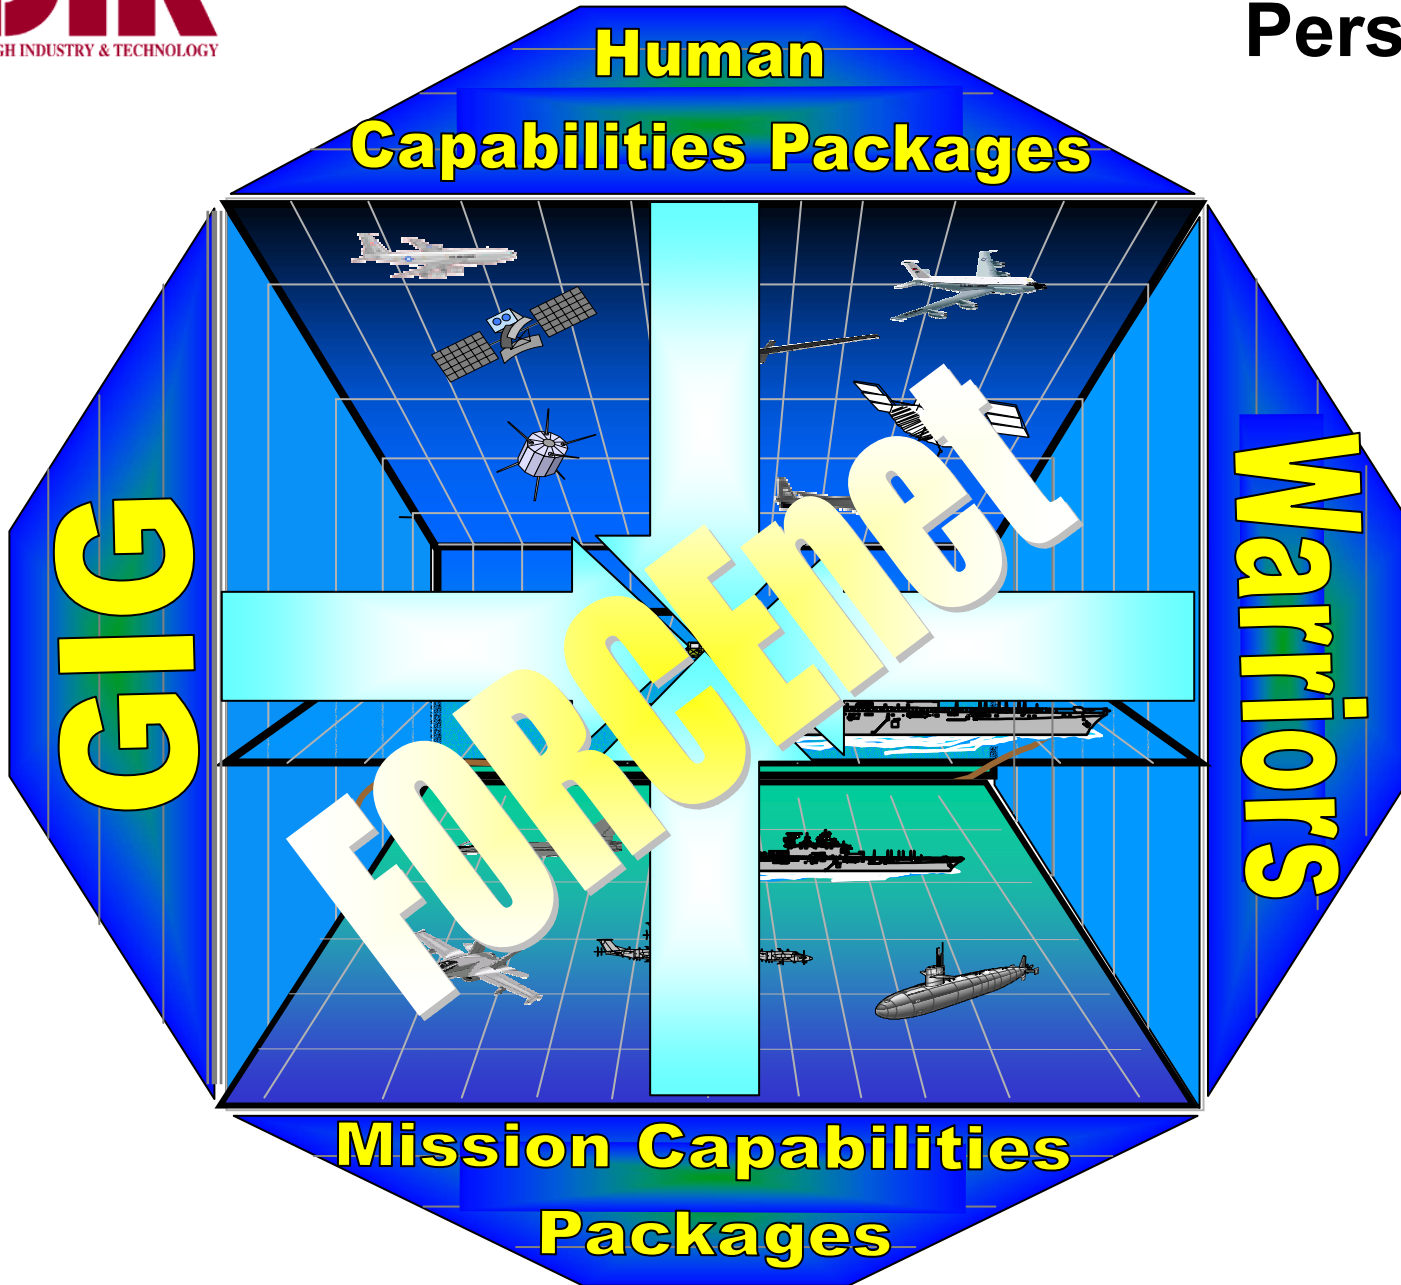 GH INDUSTRY & TECHNOLOGY
Pers
Human
Capabilities Packages
GIG
Warriors
FORCEnet
Mission Capabilities
Packages